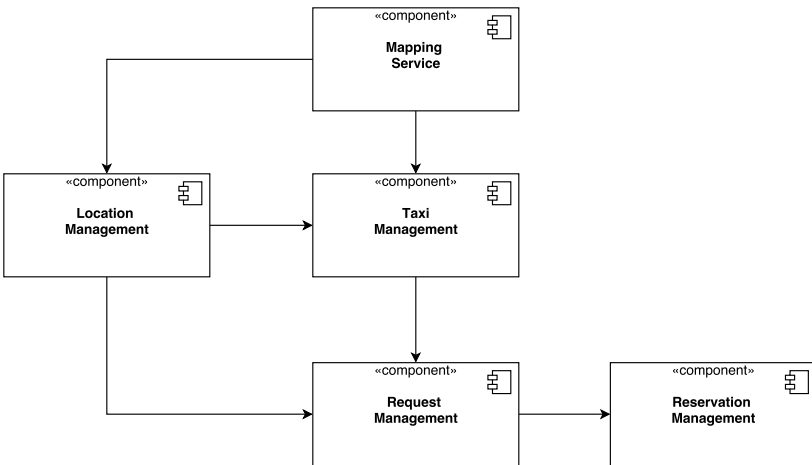 «component»
Mapping
Service
«component»
Location
Management
«component»
Taxi
Management
«component»
Request
Management
«component»
Reservation
Management